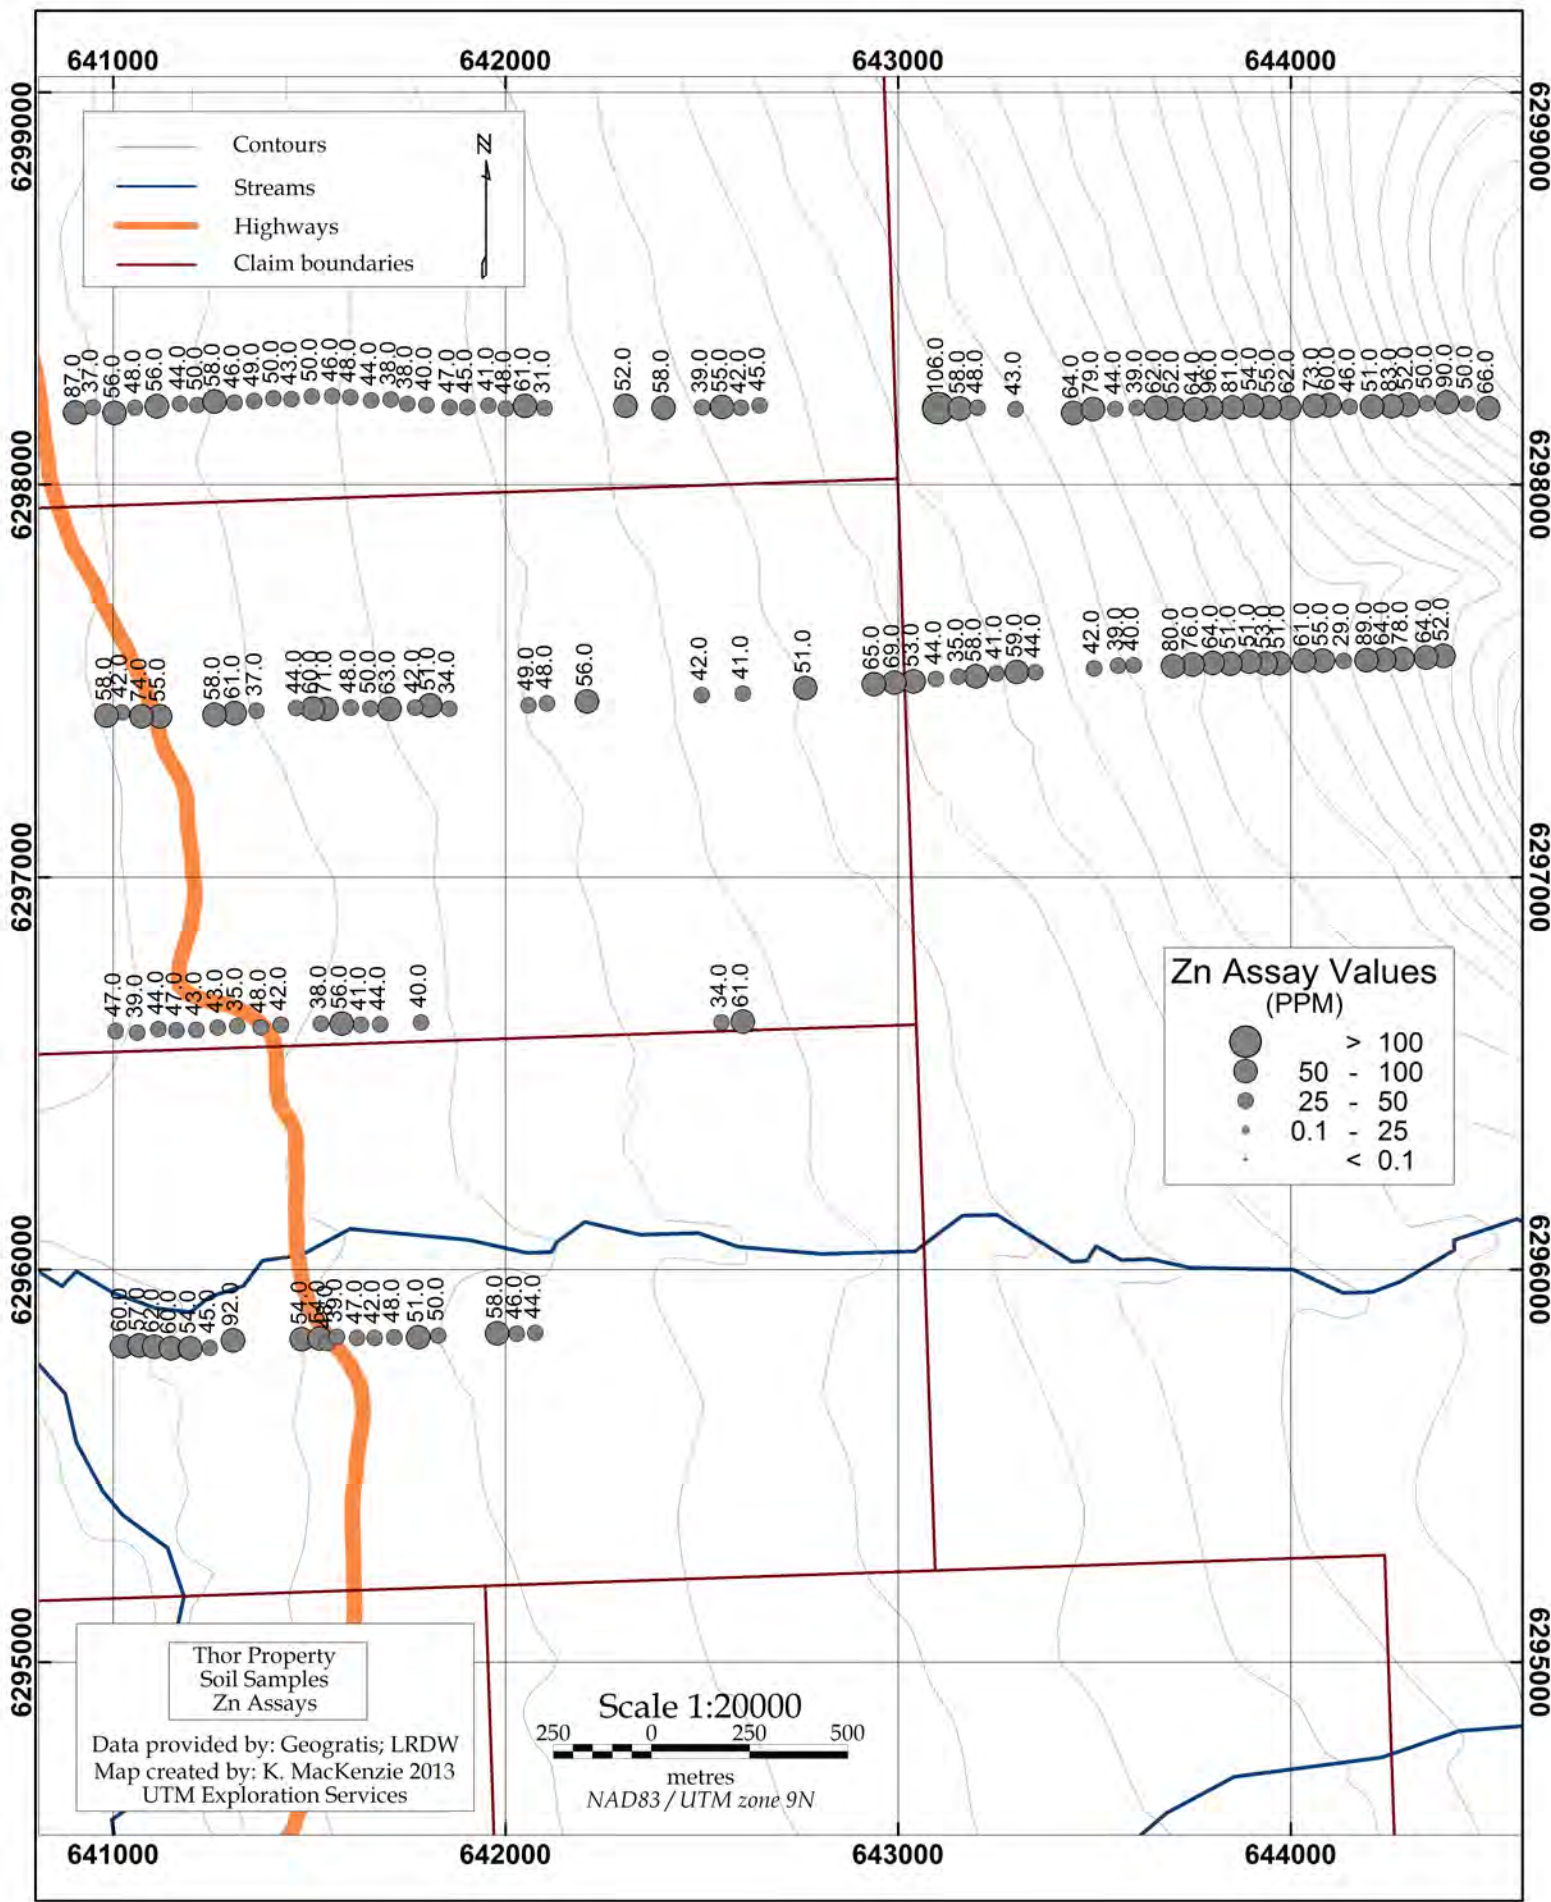 641000 642000 643000 644000
6299000 6299000
Contours
N
Streams
Highways
Claim boundaries
87.0 37.0 56.0 48.0 56.0 44.0 50.0 58.0 46.0 49.0 50.0 43.0 50.0 46.0 48.0 44.0 38.0 38.0 40.0 47.0 45.0 41.0 48.0 61.0 31.0 52.0 58.0 39.0 55.0 42.0 45.0 106.0 58.0 48.0 43.0 64.0 79.0 44.0 39.0 62.0 52.0 64.0 96.0 81.0 54.0 55.0 62.0 73.0 60.0 46.0 51.0 83.0 52.0 50.0 90.0 50.0 66.0
6298000 6298000
58.0 42.0 74.0 55.0 58.0 61.0 37.0 44.0 60.0 71.0 48.0 50.0 63.0 42.0 51.0 34.0 49.0 48.0 56.0 42.0 41.0 51.0 65.0 69.0 53.0 44.0 35.0 58.0 41.0 59.0 44.0 42.0 39.0 40.0 80.0 76.0 64.0 51.0 51.0 53.0 51.0 61.0 55.0 29.0 89.0 64.0 78.0 64.0 52.0
6297000 6297000
47.0 39.0 44.0 47.0 43.0 43.0 35.0 48.0 42.0 38.0 56.0 41.0 44.0 40.0 34.0 61.0
Zn Assay Values
(PPM)
> 100
50 - 100
25 - 50
0.1 - 25
< 0.1
6296000 6296000
60.0 57.0 62.0 60.0 54.0 45.0 92.0 54.0 39.0 47.0 42.0 48.0 51.0 50.0 58.0 46.0 44.0
6295000 6295000
Thor Property
Soil Samples
Zn Assays
Data provided by: Geogratis; LRDW
Map created by: K. MacKenzie 2013
UTM Exploration Services
Scale 1:20000
250 0 250 500
metres
NAD83 / UTM zone 9N
641000 642000 643000 644000